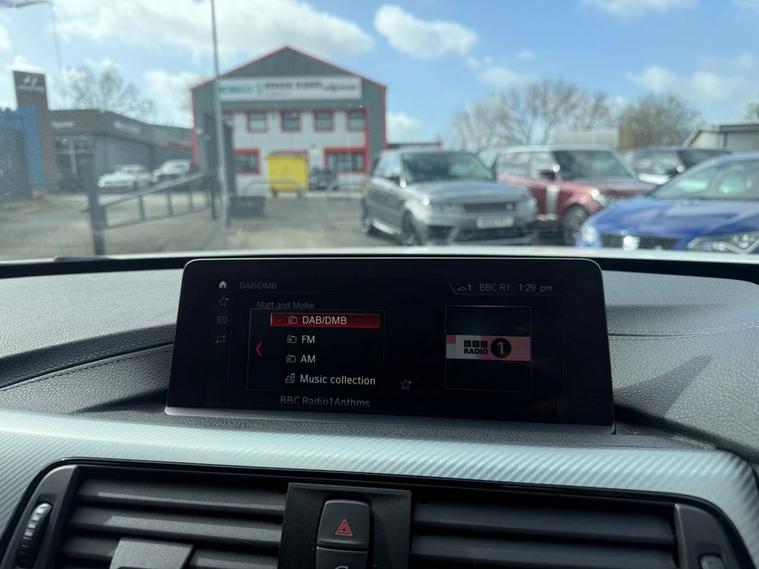 DAB/DMB
1 BBC R1 1:29 pm
Matt and Mollie
DAB/DMB
FM
AM
Music collection
BBC Radio1Anthms
BBC
RADIO 1